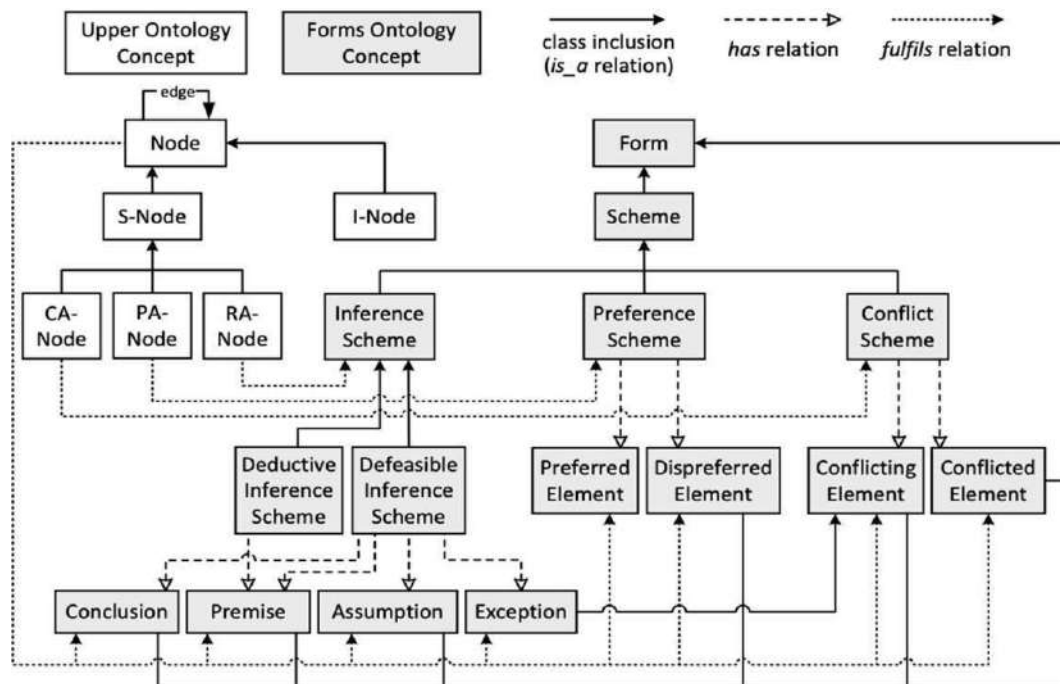 Upper Ontology
Concept
Forms Ontology
Concept
class inclusion
(is_a relation)
has relation
fulfils relation
edge
Node
Form
S-Node
I-Node
Scheme
CA-
Node
PA-
Node
RA-
Node
Inference
Scheme
Preference
Scheme
Conflict
Scheme
Deductive
Inference
Scheme
Defeasible
Inference
Scheme
Preferred
Element
Dispreferred
Element
Conflicting
Element
Conflicted
Element
Conclusion
Premise
Assumption
Exception